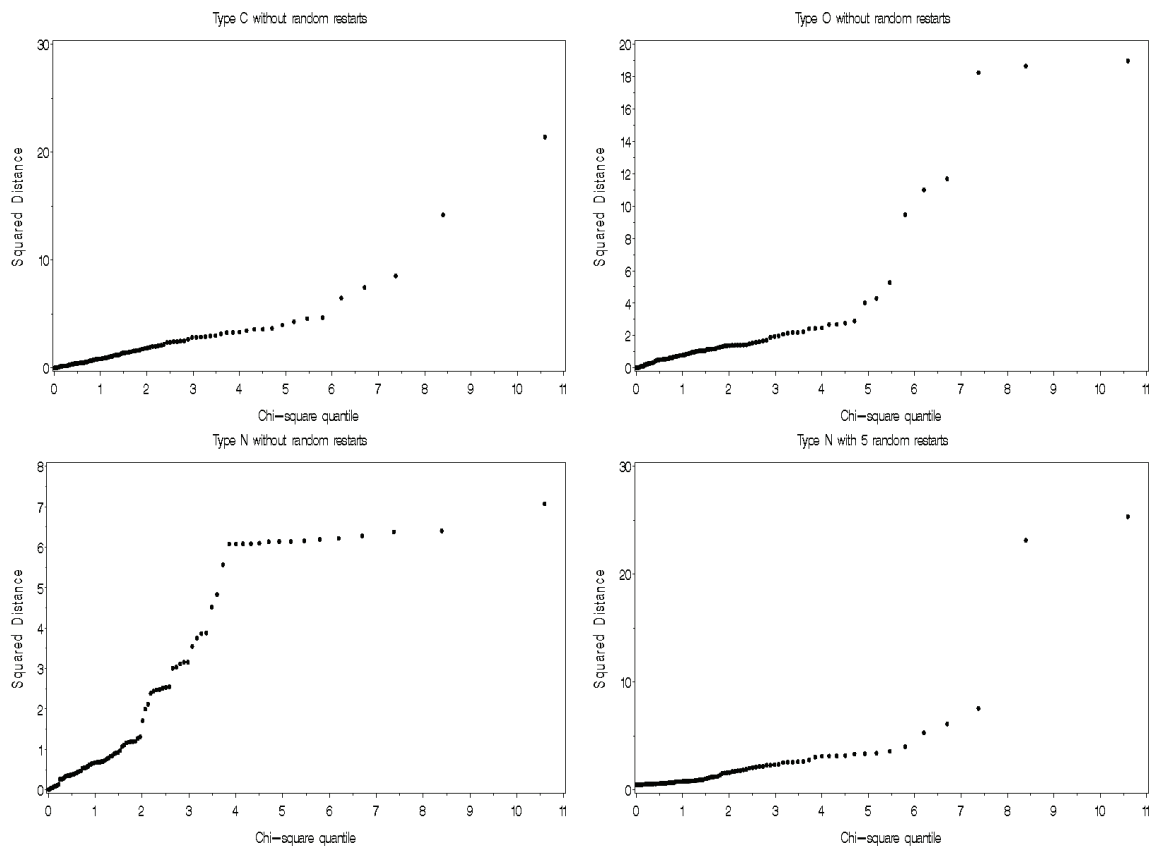 Type C without random restarts
30
20
10
0
Squared Distance
0 1 2 3 4 5 6 7 8 9 10 11
Chi-square quantile
Type O without random restarts
20
18
16
14
12
10
8
6
4
2
0
Squared Distance
0 1 2 3 4 5 6 7 8 9 10 11
Chi-square quantile
Type N without random restarts
8
7
6
5
4
3
2
1
0
Squared Distance
0 1 2 3 4 5 6 7 8 9 10 11
Chi-square quantile
Type N with 5 random restarts
30
20
10
0
Squared Distance
0 1 2 3 4 5 6 7 8 9 10 11
Chi-square quantile